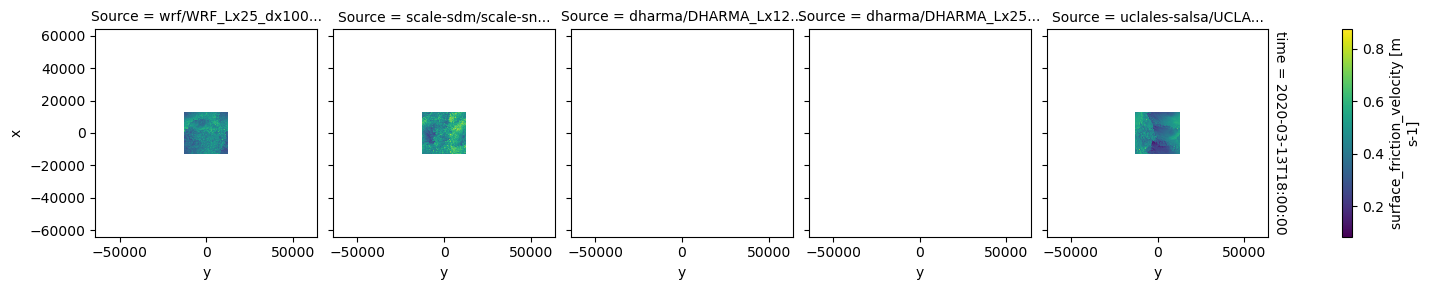 Source = wrf/WRF_Lx25_dx100...
Source = scale-sdm/scale-sn...
Source = dharma/DHARMA_Lx12...
Source = dharma/DHARMA_Lx25...
Source = uclales-salsa/UCLA...
60000
40000
20000
0
−20000
−40000
−60000
x
−50000 0 50000
y
−50000 0 50000
y
−50000 0 50000
y
−50000 0 50000
y
−50000 0 50000
y
time = 2020-03-13T18:00:00
0.8
0.6
0.4
0.2
surface_friction_velocity [m
s-1]